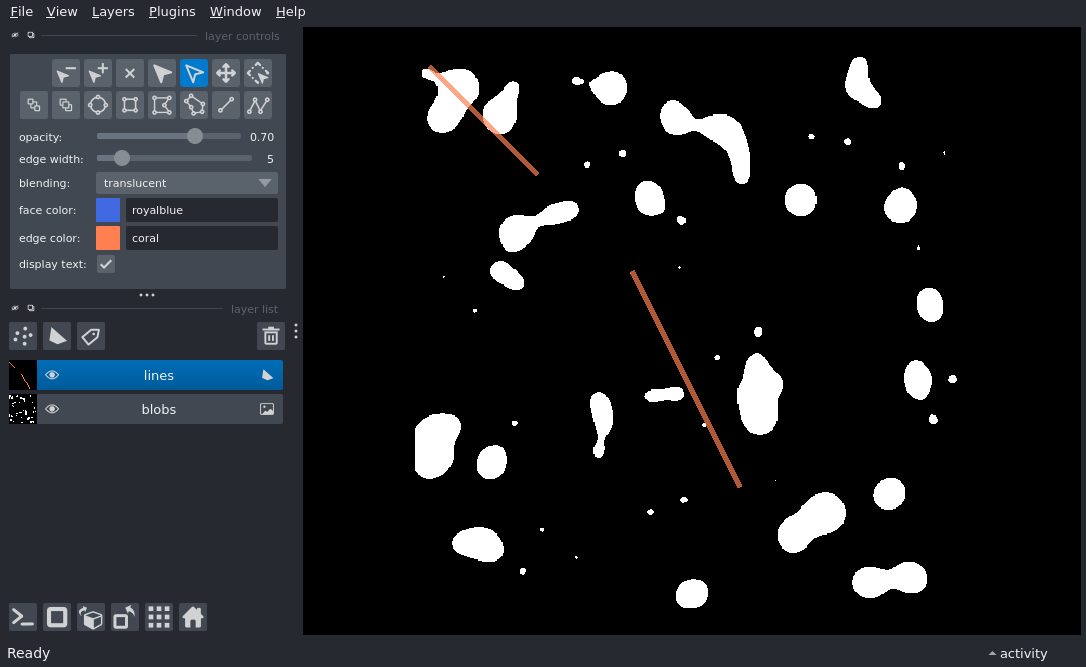 File View Layers Plugins Window Help
layer controls
opacity: 0.70
edge width: 5
blending: translucent
face color: royalblue
edge color: coral
display text:
layer list
lines
blobs
Ready activity